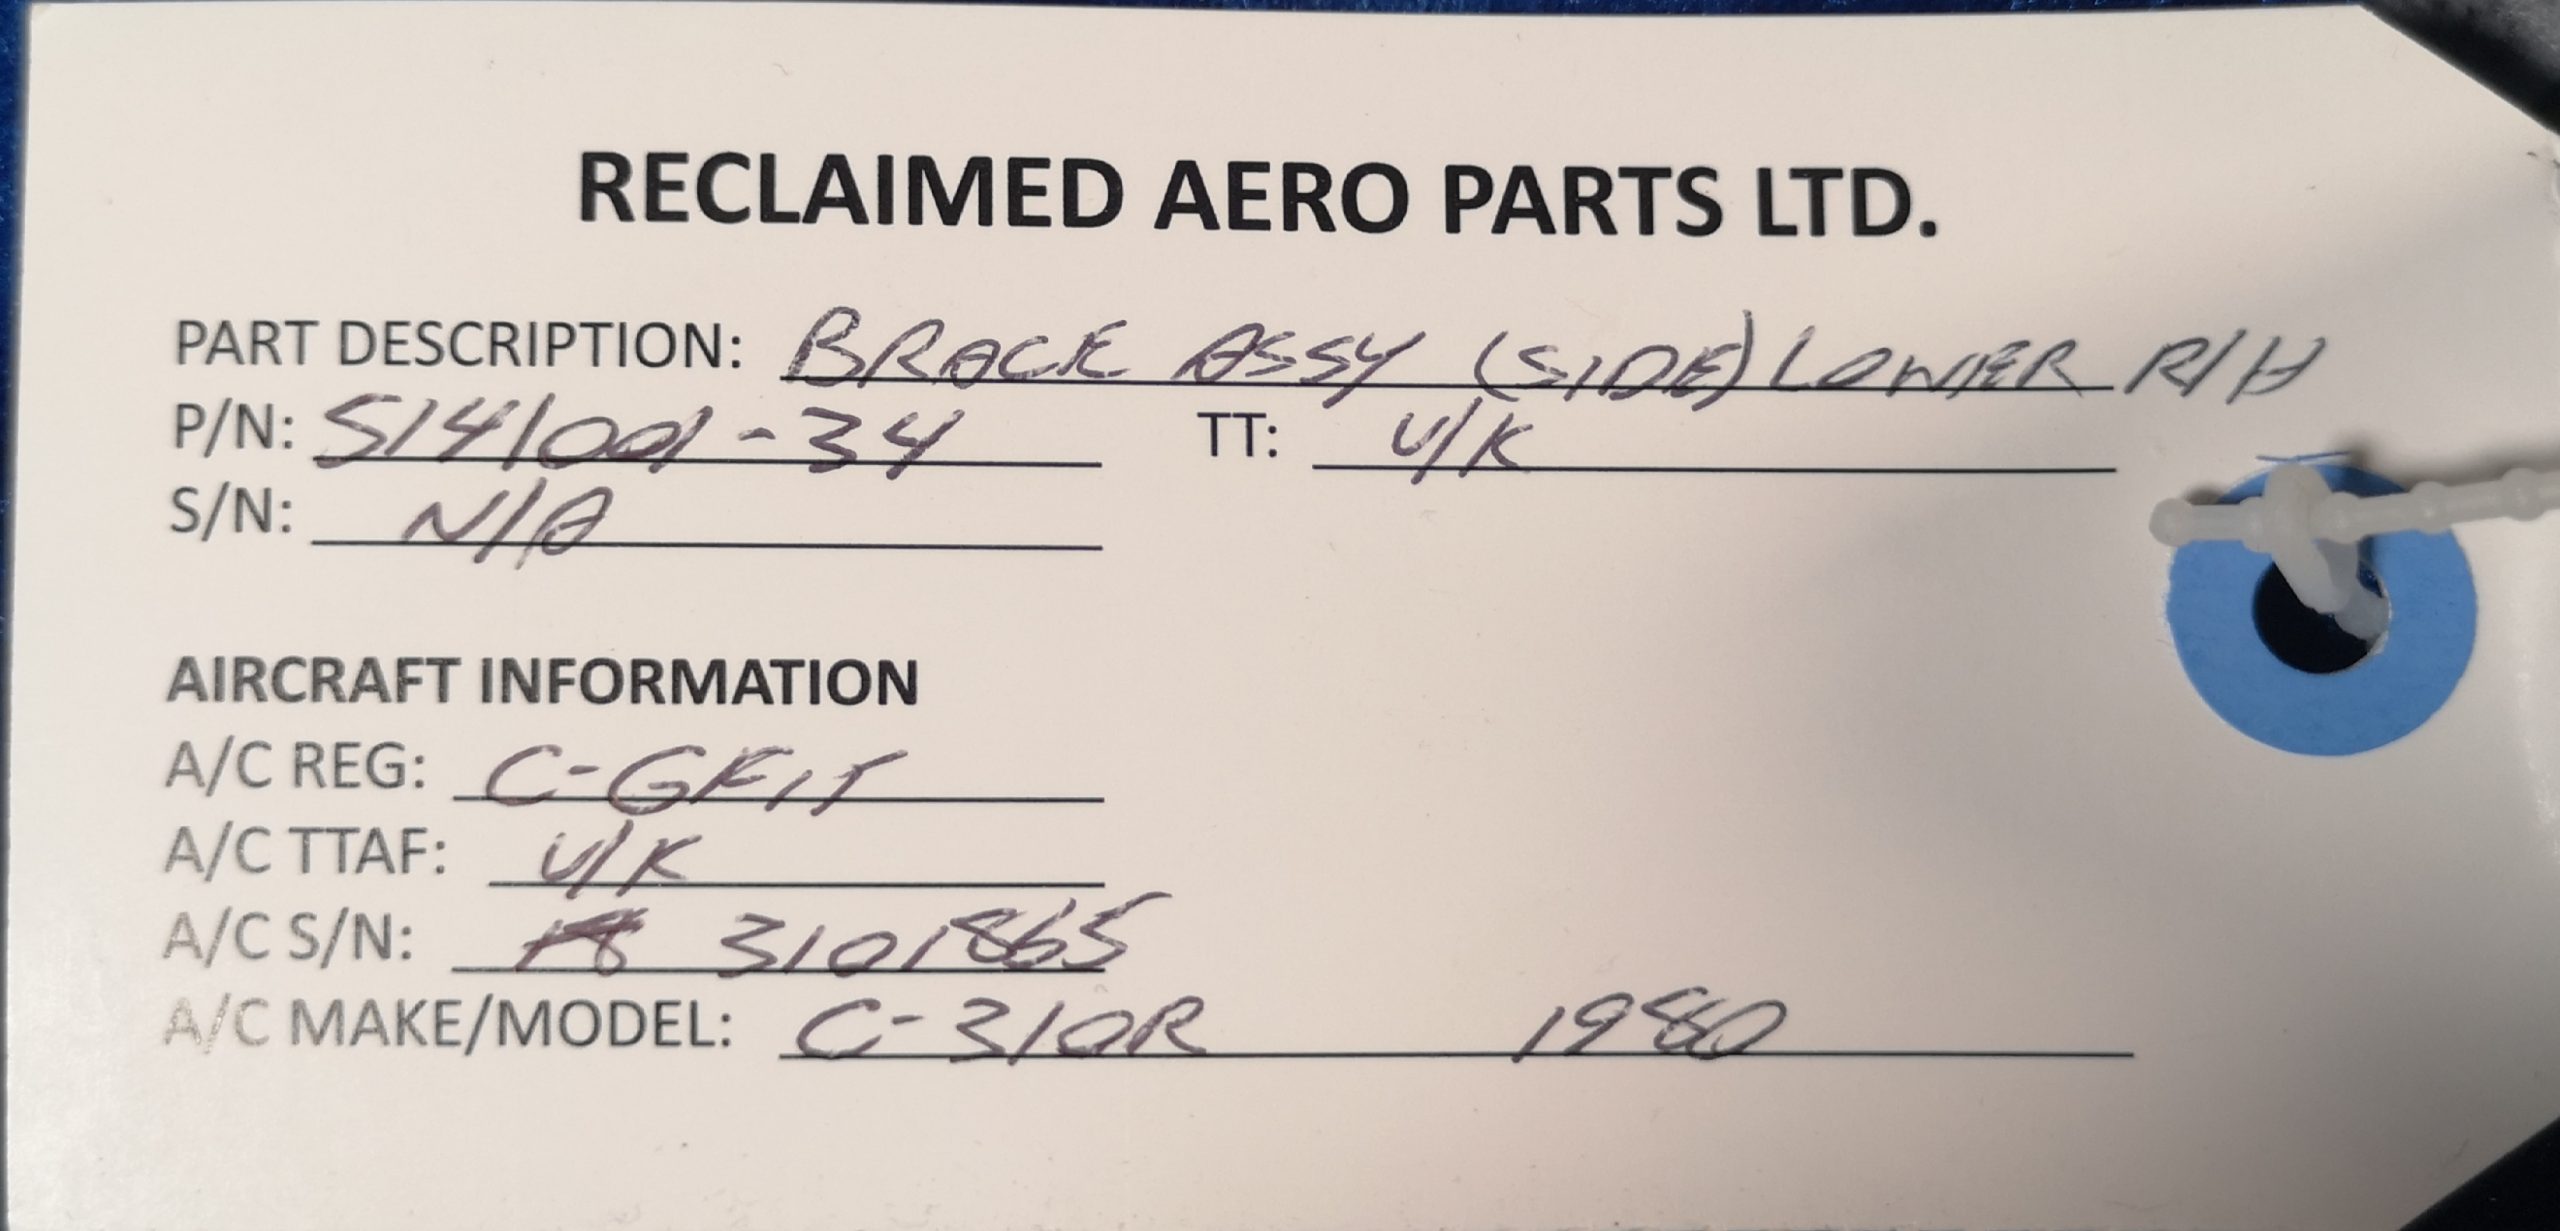 RECLAIMED AERO PARTS LTD.
PART DESCRIPTION: BRACE ASSY (SIDE) LOWER R/H
P/N: 5141001-34 TT: U/K
S/N: N/A
AIRCRAFT INFORMATION
A/C REG: C-GFIT
A/C TTAF: U/K
A/C S/N: 3101865
A/C MAKE/MODEL: C-310R 1980